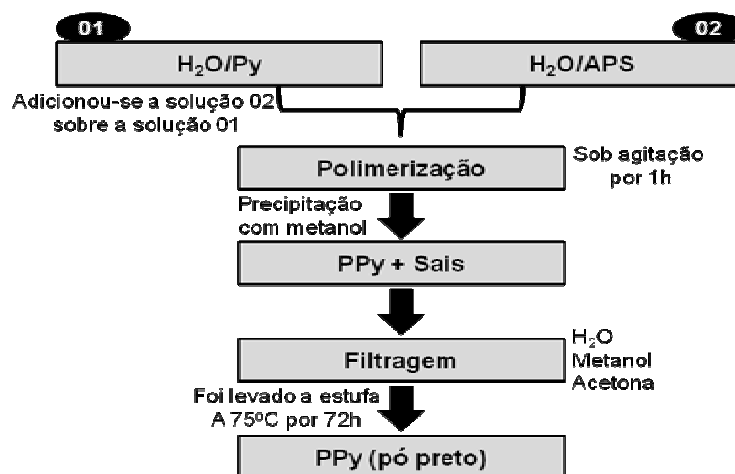 01
02
H₂O/Py
H₂O/APS
Adicionou-se a solução 02
sobre a solução 01
Polimerização
Sob agitação
por 1h
Precipitação
com metanol
PPy + Sais
Filtragem
H₂O
Metanol
Acetona
Foi levado a estufa
A 75ºC por 72h
PPy (pó preto)